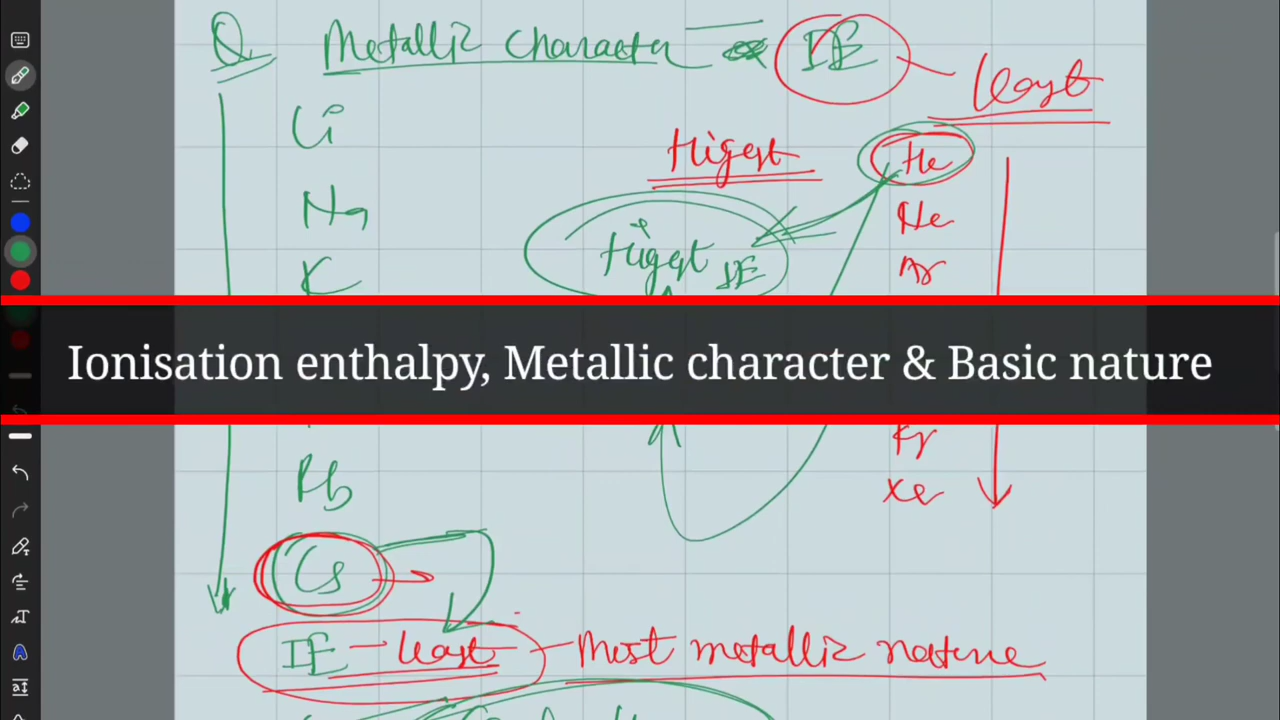 Q. Metallic character IE - least
Li
Higest
He
Na
Ne
Higest IE
K
Ar
Ionisation enthalpy, Metallic character & Basic nature
Kr
Rb
Xe
Cs
IE - least - Most metallic nature